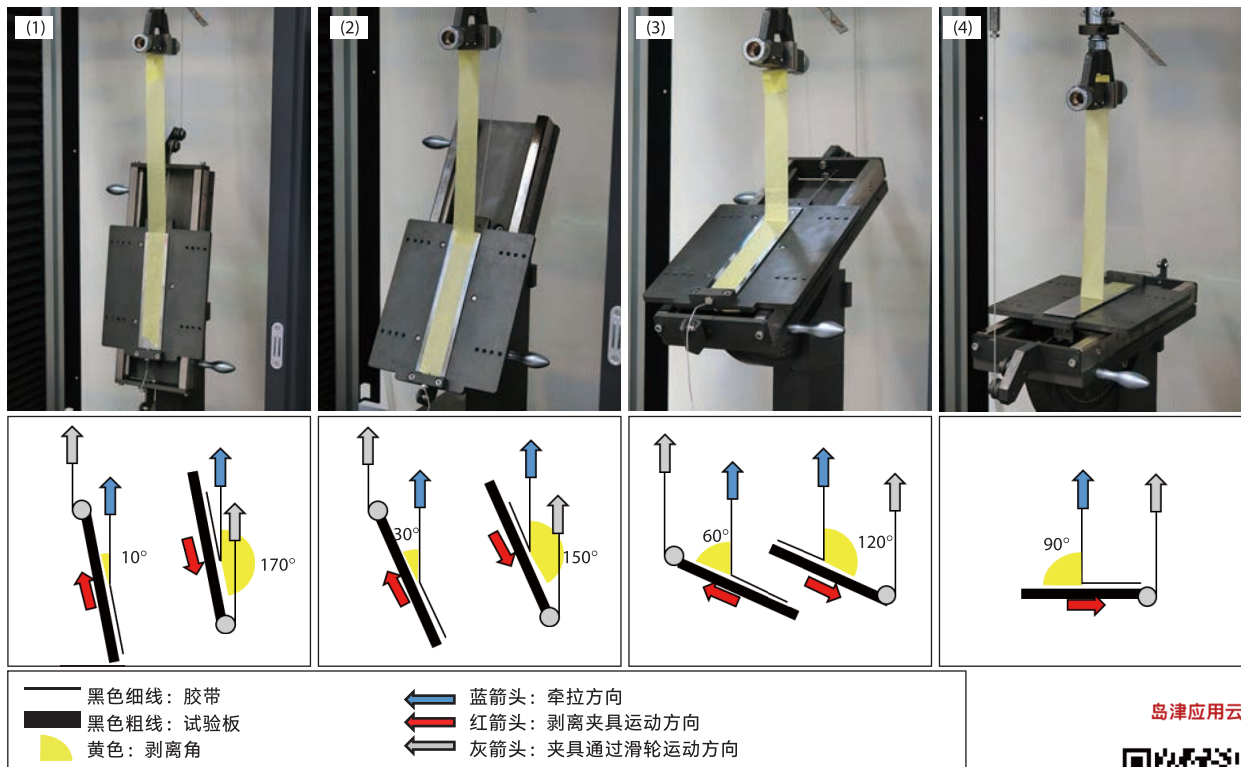 (1)
(2)
(3)
(4)
10°
170°
30°
150°
60°
120°
90°
黑色细线：胶带
黑色粗线：试验板
黄色：剥离角
蓝箭头：牵拉方向
红箭头：剥离夹具运动方向
灰箭头：夹具通过滑轮运动方向
岛津应用云